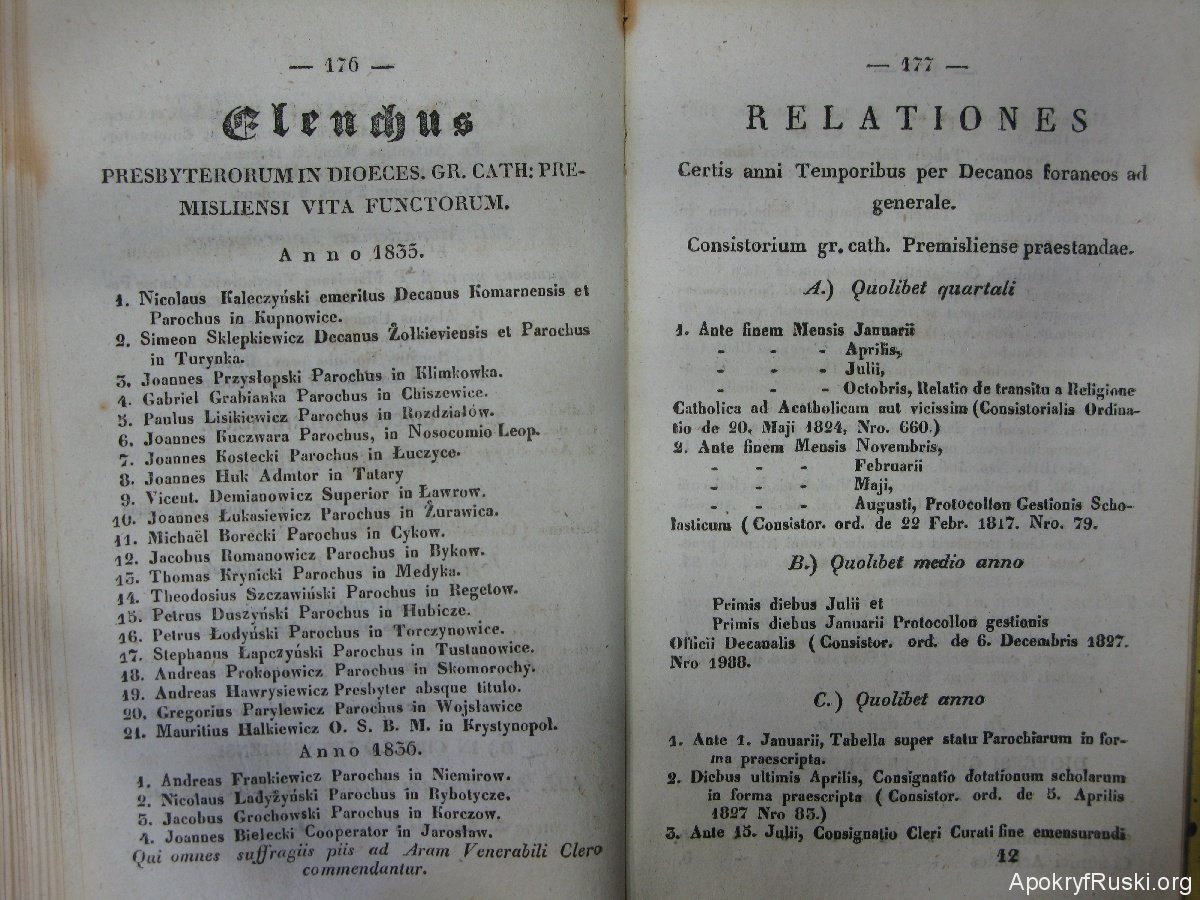 — 176 —
Elenchus
PRESBYTERORUM IN DIOECES. GR. CATH: PRE-
MISLIENSI VITA FUNCTORUM.
Anno 1835.
1. Nicolaus Kaleczyński emeritus Decanus Komarnensis et
Parochus in Kupnowice.
2. Simeon Sklepkiewicz Decanus Żołkieviensis et Parochus
in Turynka.
3. Joannes Przysłopski Parochus in Klimkowka.
4. Gabriel Grabianka Parochus in Chiszewice.
5. Paulus Lisikiewicz Parochus in Rozdziałów.
6. Joannes Kuczwara Parochus, in Nosocomio Leop.
7. Joannes Kostecki Parochus in Łuczyce.
8. Joannes Huk Admtor in Tatary
9. Vicent. Demianowicz Superior in Ławrow.
10. Joannes Łukasiewicz Parochus in Żurawica.
11. Michaël Borecki Parochus in Cykow.
12. Jacobus Romanowicz Parochus in Bykow.
13. Thomas Krynicki Parochus in Medyka.
14. Theodosius Szczawiński Parochus in Regetow.
15. Petrus Duszyński Parochus in Hubicze.
16. Petrus Łodyński Parochus in Torczynowice.
17. Stephanus Łapczyński Parochus in Tustanowice.
18. Andreas Prokopowicz Parochus in Skomorochy.
19. Andreas Hawrysiewicz Presbyter absque titulo.
20. Gregorius Parylewicz Parochus in Wojsławice
21. Mauritius Halkiewicz O. S. B. M. in Krystynopol.
Anno 1836.
1. Andreas Frankiewicz Parochus in Niemirow.
2. Nicolaus Ladyżyński Parochus in Rybotycze.
3. Jacobus Grochowski Parochus in Korczow.
4. Joannes Bielecki Cooperator in Jarosław.
Qui omnes suffragiis piis ad Aram Venerabili Clero
commendantur.
— 177 —
RELATIONES
Certis anni Temporibus per Decanos foraneos ad
generale.
Consistorium gr. cath. Premisliense praestandae.
A.) Quolibet quartali
1. Ante finem Mensis Januarii
- - - Aprilis,
- - - Julii,
- - - Octobris, Relatio de transitu a Religione
Catholica ad Acatholicam aut vicissim (Consistorialis Ordina-
tio de 20. Maji 1824, Nro. 660.)
2. Ante finem Mensis Novembris,
- - - Februarii
- - - Maji,
- - - Augusti, Protocollon Gestionis Scho-
lasticum (Consistor. ord. de 22 Febr. 1817. Nro. 79.
B.) Quolibet medio anno
Primis diebus Julii et
Primis diebus Januarii Protocollon gestionis
Officii Decanalis (Consistor. ord. de 6. Decembris 1827.
Nro 1988.
C.) Quolibet anno
1. Ante 1. Januarii, Tabella super statu Parochiarum in for-
ma praescripta.
2. Diebus ultimis Aprilis, Consignatio dotationum scholarum
in forma praescripta (Consistor. ord. de 5. Aprilis
1827 Nro 83.)
3. Ante 15. Julii, Consignatio Cleri Curati fine emensurandi
12
ApokryfRuski.org